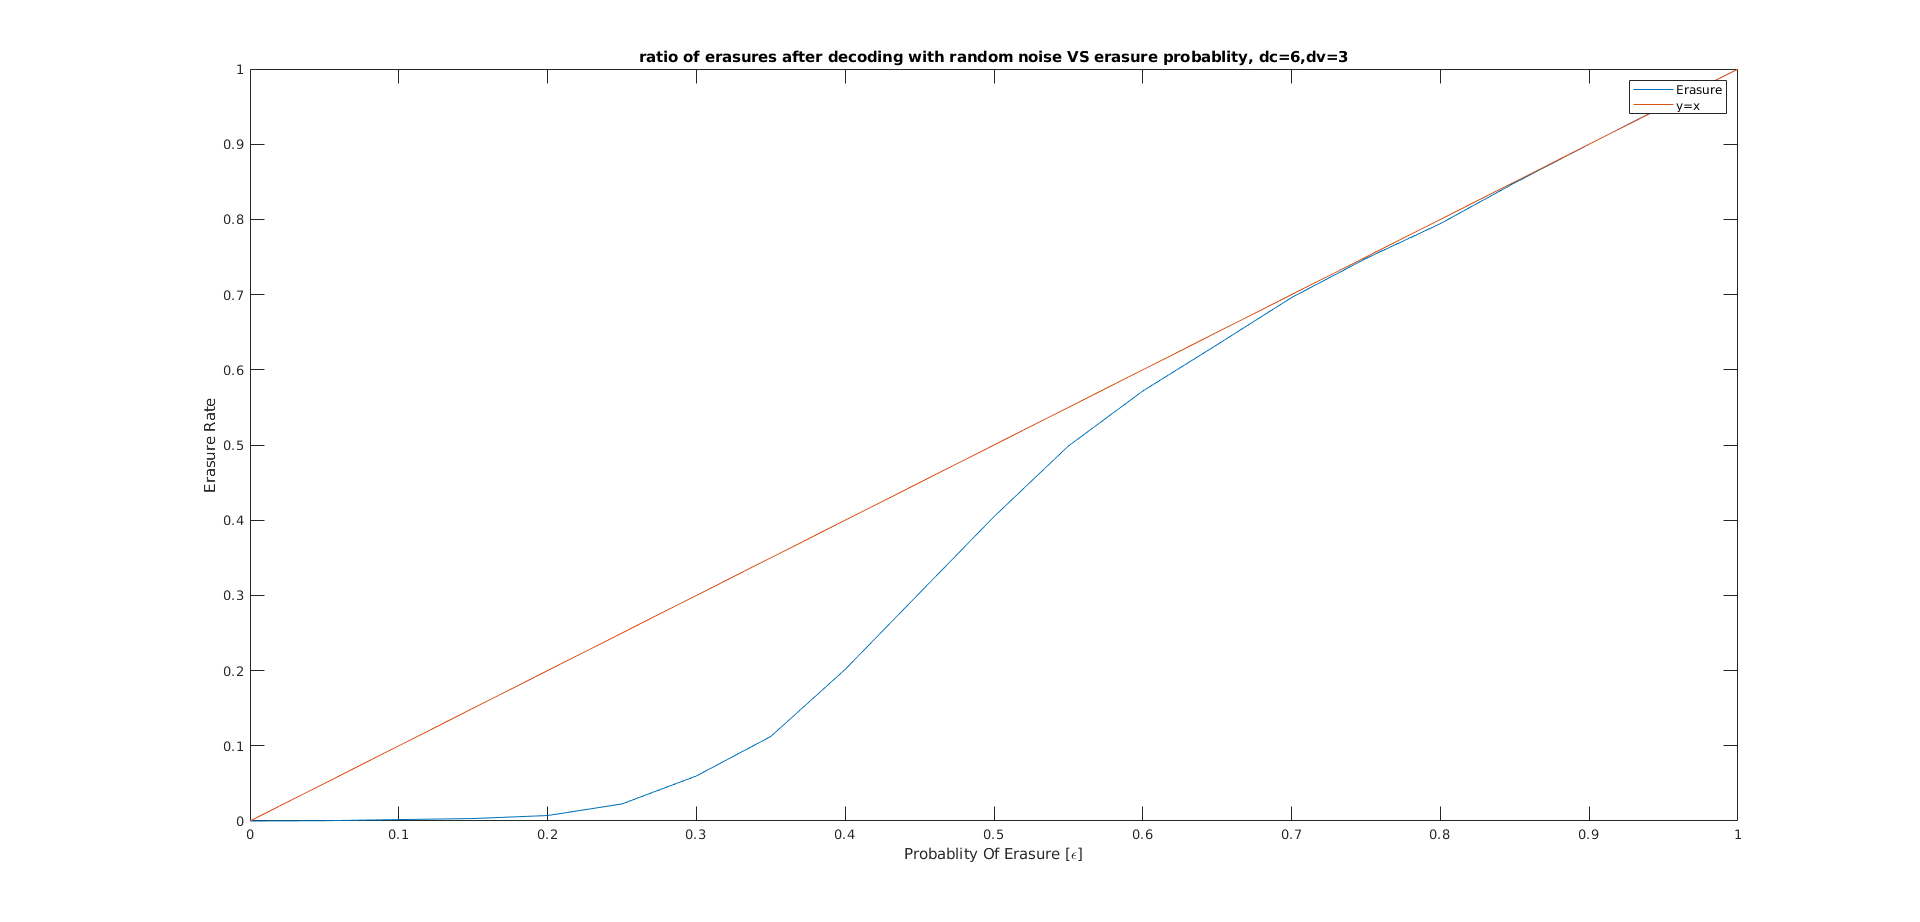 ratio of erasures after decoding with random noise VS erasure probablity, dc=6,dv=3
Erasure
y=x
Erasure Rate
1
0.9
0.8
0.7
0.6
0.5
0.4
0.3
0.2
0.1
0
0 0.1 0.2 0.3 0.4 0.5 0.6 0.7 0.8 0.9 1
Probablity Of Erasure [ϵ]